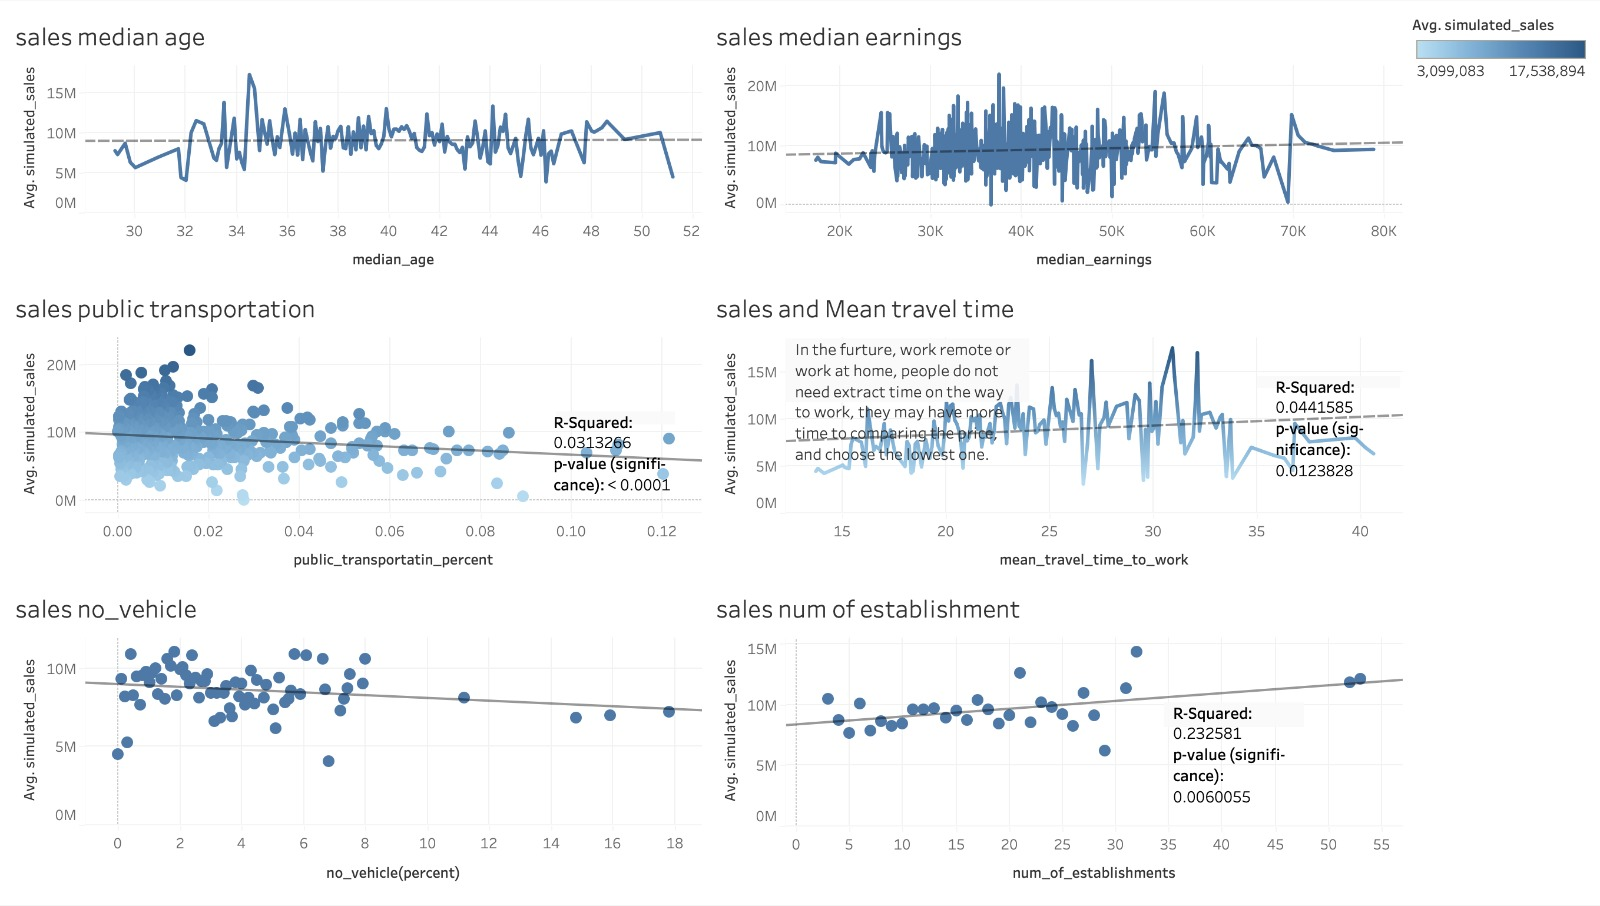 sales median age
Avg. simulated_sales
15M
10M
5M
0M
30 32 34 36 38 40 42 44 46 48 50 52
median_age
sales median earnings
Avg. simulated_sales
20M
10M
0M
20K 30K 40K 50K 60K 70K 80K
median_earnings
Avg. simulated_sales
3,099,083 17,538,894
sales public transportation
Avg. simulated_sales
20M
10M
0M
R-Squared:
0.0313266
p-value (signifi-
cance): < 0.0001
0.00 0.02 0.04 0.06 0.08 0.10 0.12
public_transportatin_percent
sales and Mean travel time
Avg. simulated_sales
15M
10M
5M
0M
In the furture, work remote or
work at home, people do not
need extract time on the way
to work, they may have more
time to comparing the price,
and choose the lowest one.
R-Squared:
0.0441585
p-value (sig-
nificance):
0.0123828
15 20 25 30 35 40
mean_travel_time_to_work
sales no_vehicle
Avg. simulated_sales
10M
5M
0M
0 2 4 6 8 10 12 14 16 18
no_vehicle(percent)
sales num of establishment
Avg. simulated_sales
15M
10M
5M
0M
R-Squared:
0.232581
p-value (signifi-
cance):
0.0060055
0 5 10 15 20 25 30 35 40 45 50 55
num_of_establishments